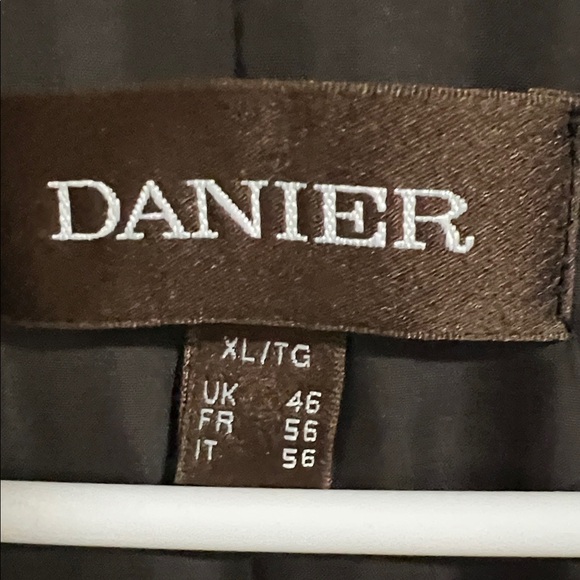 DANIER
XL/TG
UK 46
FR 56
IT 56